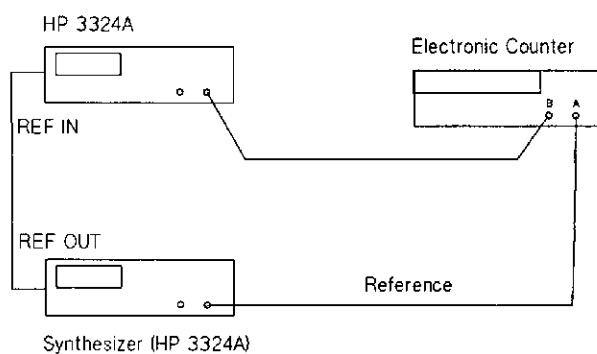 HP 3324A
Electronic Counter
B A
REF IN
REF OUT
Reference
Synthesizer (HP 3324A)